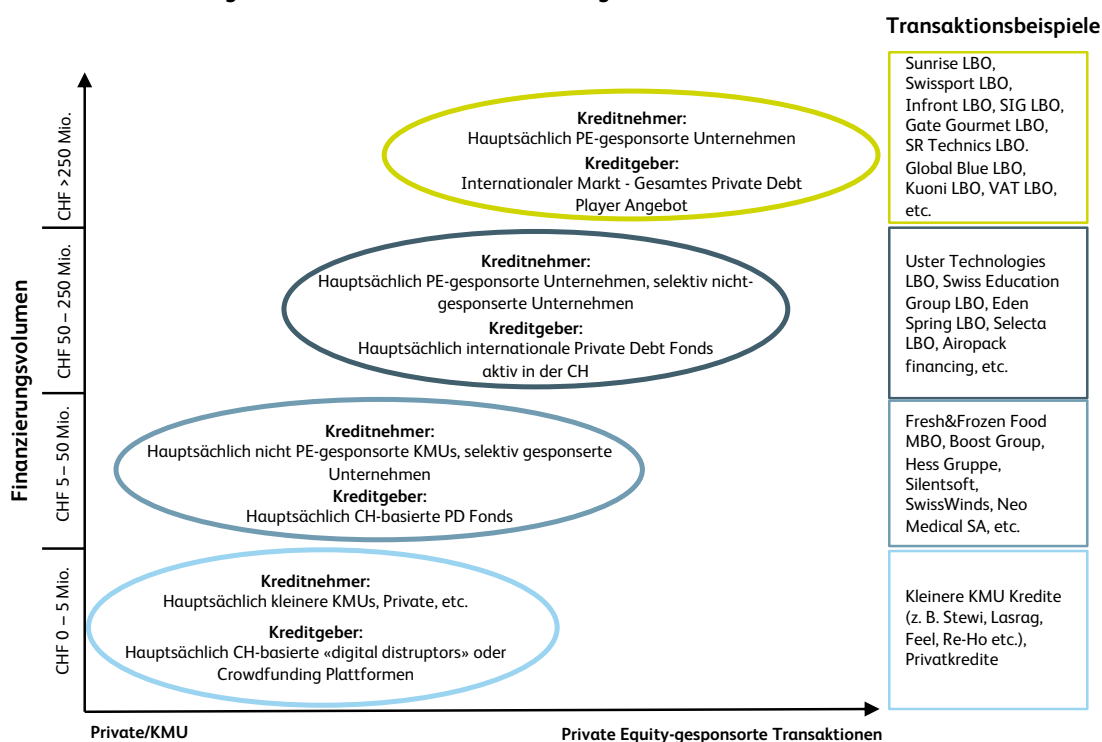 Transaktionsbeispiele
Finanzierungsvolumen
CHF >250 Mio.
Kreditnehmer:
Hauptsächlich PE-gesponsorte Unternehmen
Kreditgeber:
Internationaler Markt - Gesamtes Private Debt
Player Angebot
Sunrise LBO,
Swissport LBO,
Infront LBO, SIG LBO,
Gate Gourmet LBO,
SR Technics LBO.
Global Blue LBO,
Kuoni LBO, VAT LBO,
etc.
CHF 50 – 250 Mio.
Kreditnehmer:
Hauptsächlich PE-gesponsorte Unternehmen, selektiv nicht-
gesponserte Unternehmen
Kreditgeber:
Hauptsächlich internationale Private Debt Fonds
aktiv in der CH
Uster Technologies
LBO, Swiss Education
Group LBO, Eden
Spring LBO, Selecta
LBO, Airopack
financing, etc.
CHF 5 – 50 Mio.
Kreditnehmer:
Hauptsächlich nicht PE-gesponsorte KMUs, selektiv gesponserte
Unternehmen
Kreditgeber:
Hauptsächlich CH-basierte PD Fonds
Fresh&Frozen Food
MBO, Boost Group,
Hess Gruppe,
Silentsoft,
SwissWinds, Neo
Medical SA, etc.
CHF 0 – 5 Mio.
Kreditnehmer:
Hauptsächlich kleinere KMUs, Private, etc.
Kreditgeber:
Hauptsächlich CH-basierte «digital distruptors» oder
Crowdfunding Plattformen
Kleinere KMU Kredite
(z. B. Stewi, Lasrag,
Feel, Re-Ho etc.),
Privatkredite
Private/KMU
Private Equity-gesponsorte Transaktionen